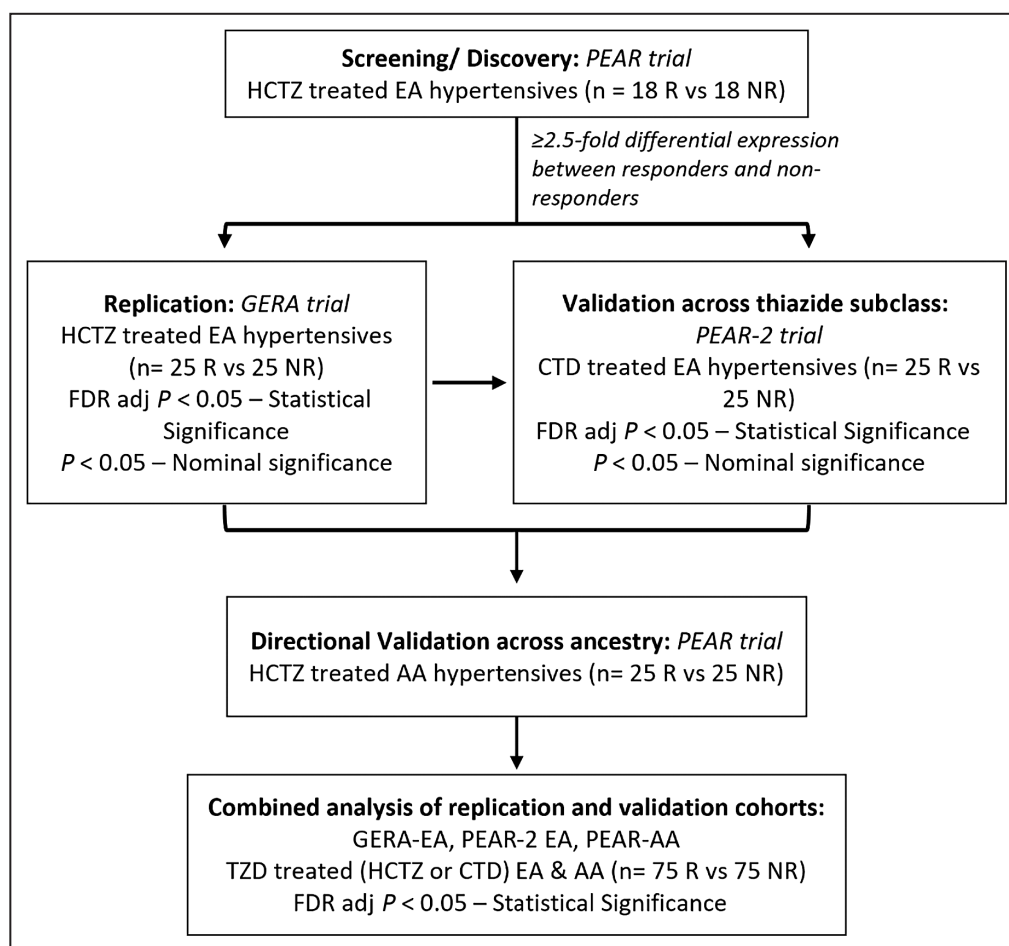 Screening/ Discovery: PEAR trial
HCTZ treated EA hypertensives (n = 18 R vs 18 NR)
≥2.5-fold differential expression
between responders and non-
responders
Replication: GERA trial
HCTZ treated EA hypertensives
(n= 25 R vs 25 NR)
FDR adj P < 0.05 – Statistical
Significance
P < 0.05 – Nominal significance
Validation across thiazide subclass:
PEAR-2 trial
CTD treated EA hypertensives (n= 25 R vs
25 NR)
FDR adj P < 0.05 – Statistical Significance
P < 0.05 – Nominal significance
Directional Validation across ancestry: PEAR trial
HCTZ treated AA hypertensives (n= 25 R vs 25 NR)
Combined analysis of replication and validation cohorts:
GERA-EA, PEAR-2 EA, PEAR-AA
TZD treated (HCTZ or CTD) EA & AA (n= 75 R vs 75 NR)
FDR adj P < 0.05 – Statistical Significance